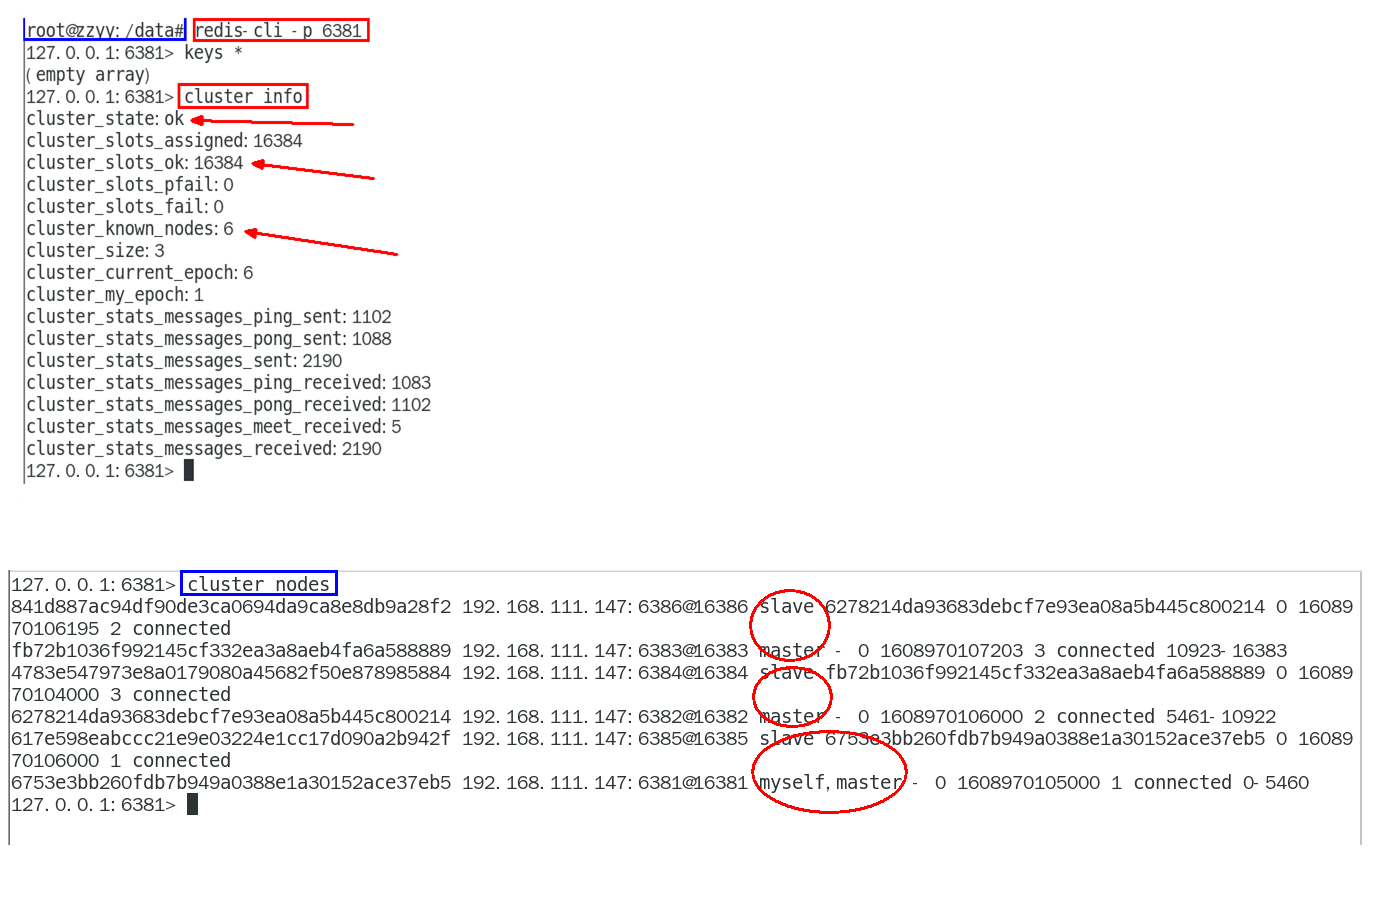 root@zzyy:/data# redis-cli -p 6381
127.0.0.1:6381> keys *
(empty array)
127.0.0.1:6381> cluster info
cluster_state:ok
cluster_slots_assigned:16384
cluster_slots_ok:16384
cluster_slots_pfail:0
cluster_slots_fail:0
cluster_known_nodes:6
cluster_size:3
cluster_current_epoch:6
cluster_my_epoch:1
cluster_stats_messages_ping_sent:1102
cluster_stats_messages_pong_sent:1088
cluster_stats_messages_sent:2190
cluster_stats_messages_ping_received:1083
cluster_stats_messages_pong_received:1102
cluster_stats_messages_meet_received:5
cluster_stats_messages_received:2190
127.0.0.1:6381>
127.0.0.1:6381> cluster nodes
841d887ac94df90de3ca0694da9ca8e8db9a28f2 192.168.111.147:6386@16386 slave 6278214da93683debcf7e93ea08a5b445c800214 0 16089
70106195 2 connected
fb72b1036f992145cf332ea3a8aeb4fa6a588889 192.168.111.147:6383@16383 master - 0 1608970107203 3 connected 10923-16383
4783e547973e8a0179080a45682f50e878985884 192.168.111.147:6384@16384 slave fb72b1036f992145cf332ea3a8aeb4fa6a588889 0 16089
70104000 3 connected
6278214da93683debcf7e93ea08a5b445c800214 192.168.111.147:6382@16382 master - 0 1608970106000 2 connected 5461-10922
617e598eabccc21e9e03224e1cc17d090a2b942f 192.168.111.147:6385@16385 slave 6753e3bb260fdb7b949a0388e1a30152ace37eb5 0 16089
70106000 1 connected
6753e3bb260fdb7b949a0388e1a30152ace37eb5 192.168.111.147:6381@16381 myself,master - 0 1608970105000 1 connected 0-5460
127.0.0.1:6381>